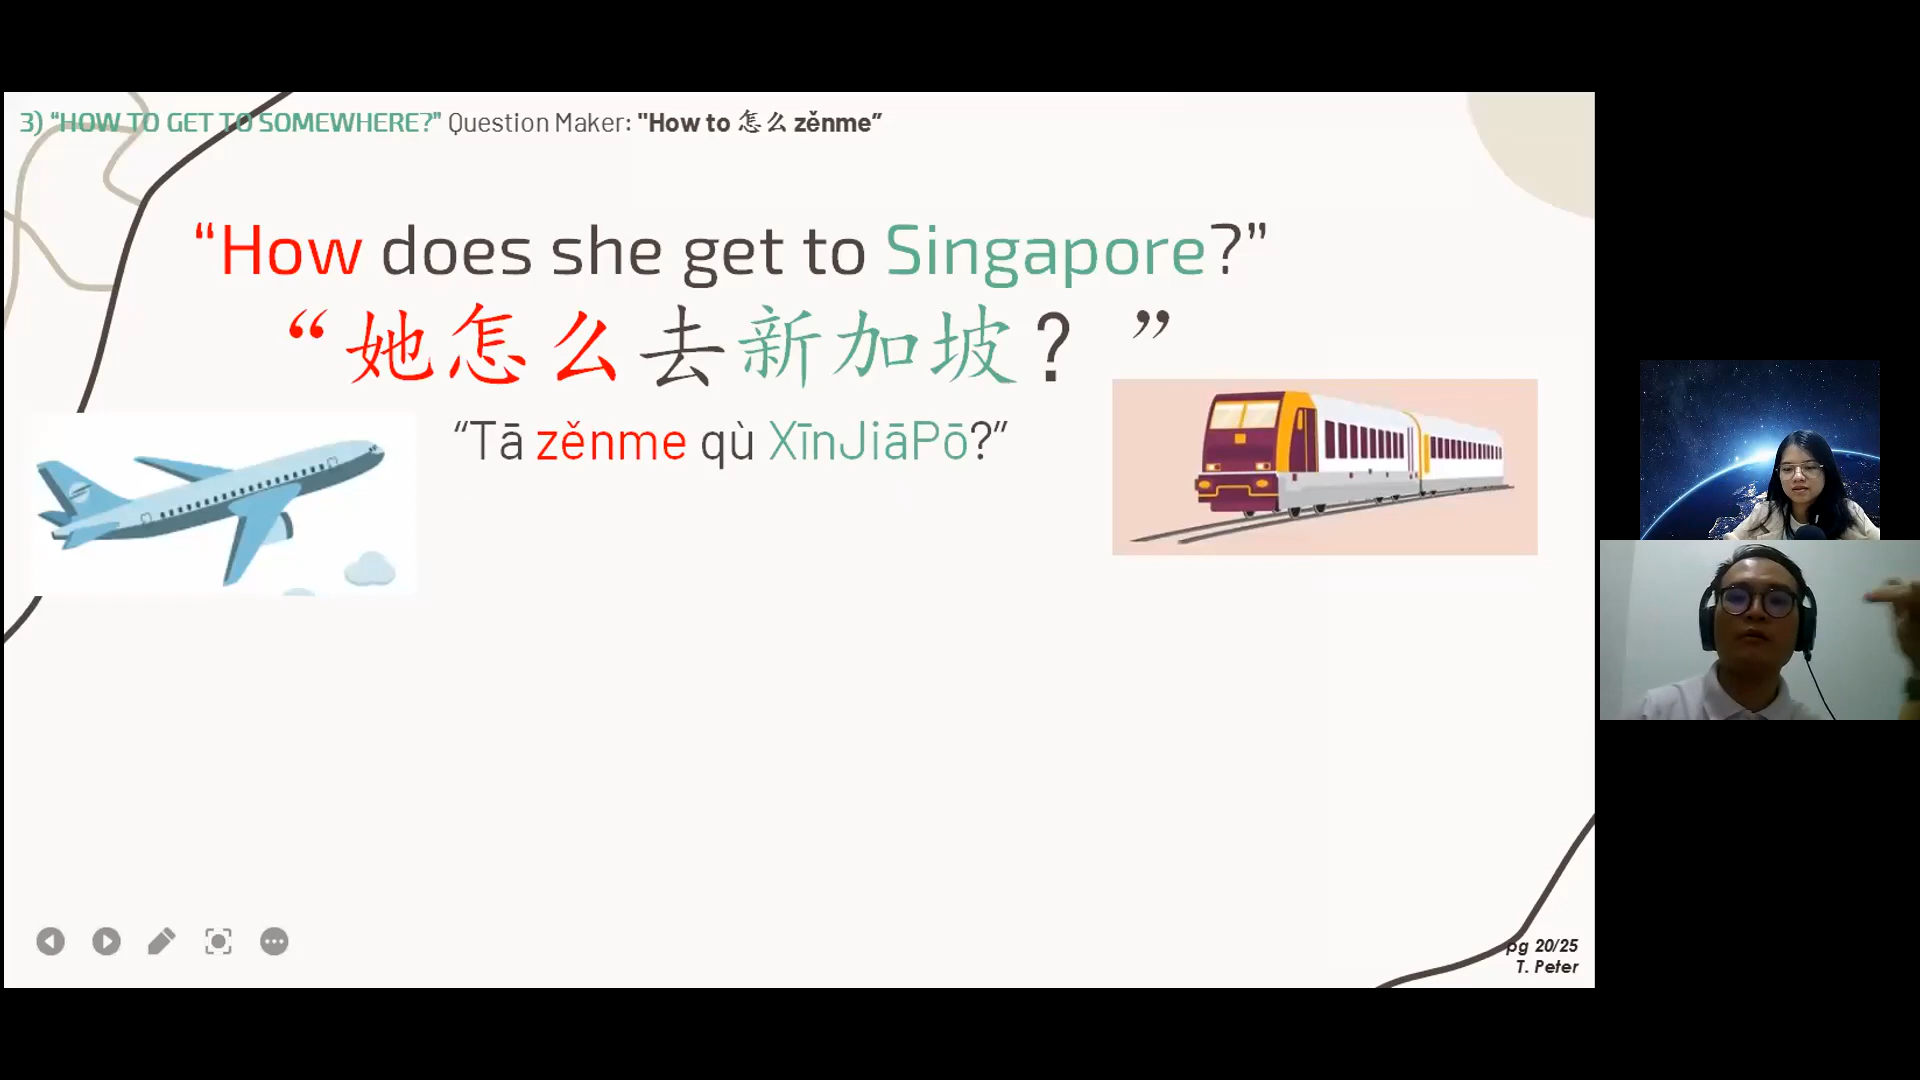 3) “HOW TO GET TO SOMEWHERE?” Question Maker: "How to 怎么 zěnme”
“How does she get to Singapore?”
“她怎么去新加坡？”
“Tā zěnme qù XīnJiāPō?”
pg 20/25
T. Peter